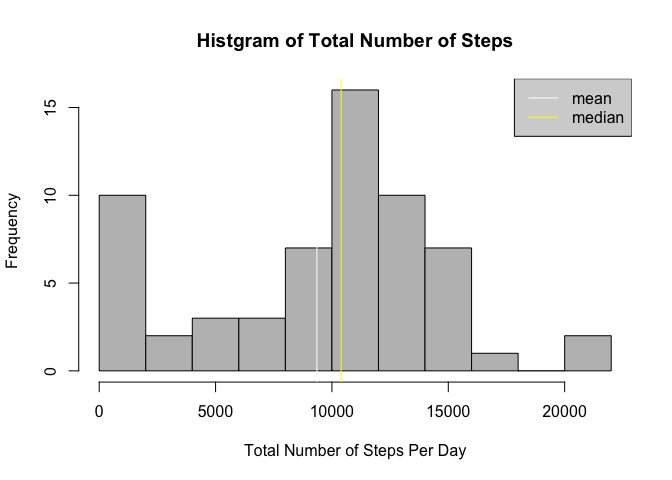 Histgram of Total Number of Steps
mean
median
Frequency
15
10
5
0
0 5000 10000 15000 20000
Total Number of Steps Per Day